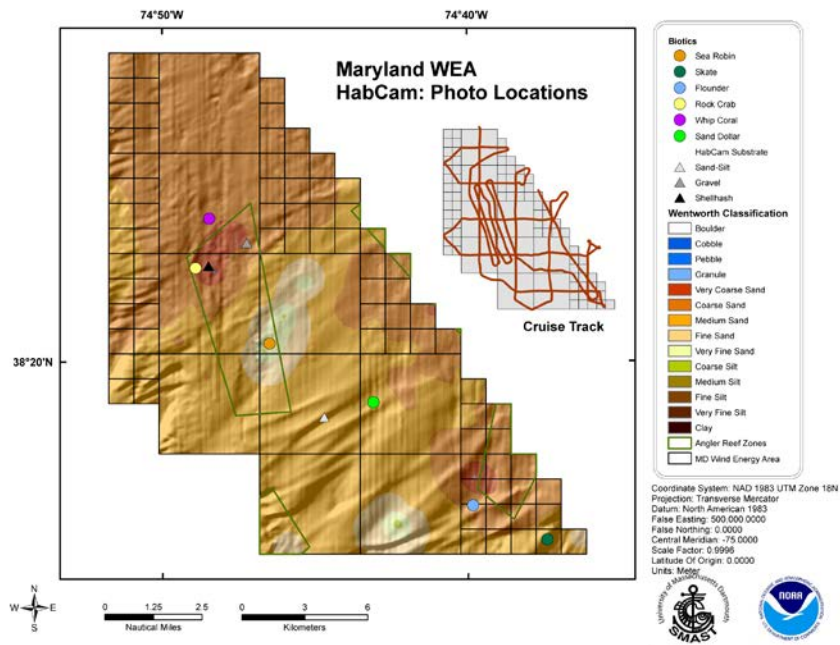 74°50'W
74°40'W
38°20'N
Maryland WEA
HabCam: Photo Locations
Cruise Track
Biotics
Sea Robin
Skate
Flounder
Rock Crab
Whip Coral
Sand Dollar
HabCam Substrate
Sand-Silt
Gravel
Shellhash
Wentworth Classification
Boulder
Cobble
Pebble
Granule
Very Coarse Sand
Coarse Sand
Medium Sand
Fine Sand
Very Fine Sand
Coarse Silt
Medium Silt
Fine Silt
Very Fine Silt
Clay
Angler Reef Zones
MD Wind Energy Area
Coordinate System: NAD 1983 UTM Zone 18N
Projection: Transverse Mercator
Datum: North American 1983
False Easting: 500,000.0000
False Northing: 0.0000
Central Meridian: -75.0000
Scale Factor: 0.9996
Latitude Of Origin: 0.0000
Units: Meter
N
W E
S
0 1.25 2.5
Nautical Miles
0 3 6
Kilometers
University of Massachusetts Dartmouth
SMAST
NOAA